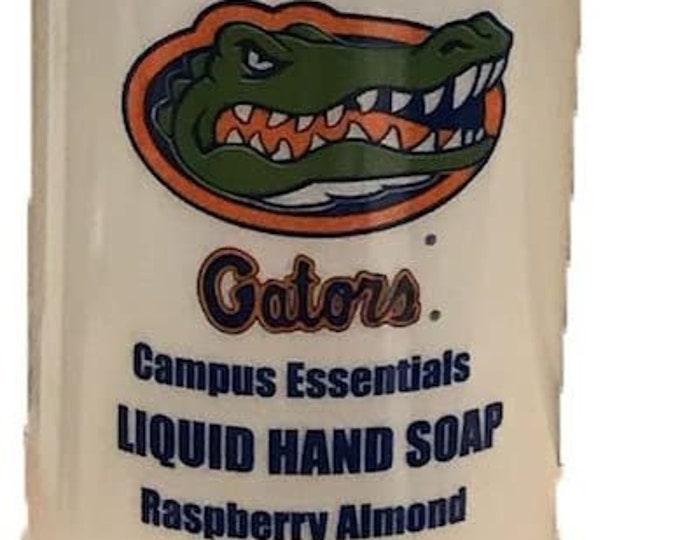 Gators
Campus Essentials
LIQUID HAND SOAP
Raspberry Almond